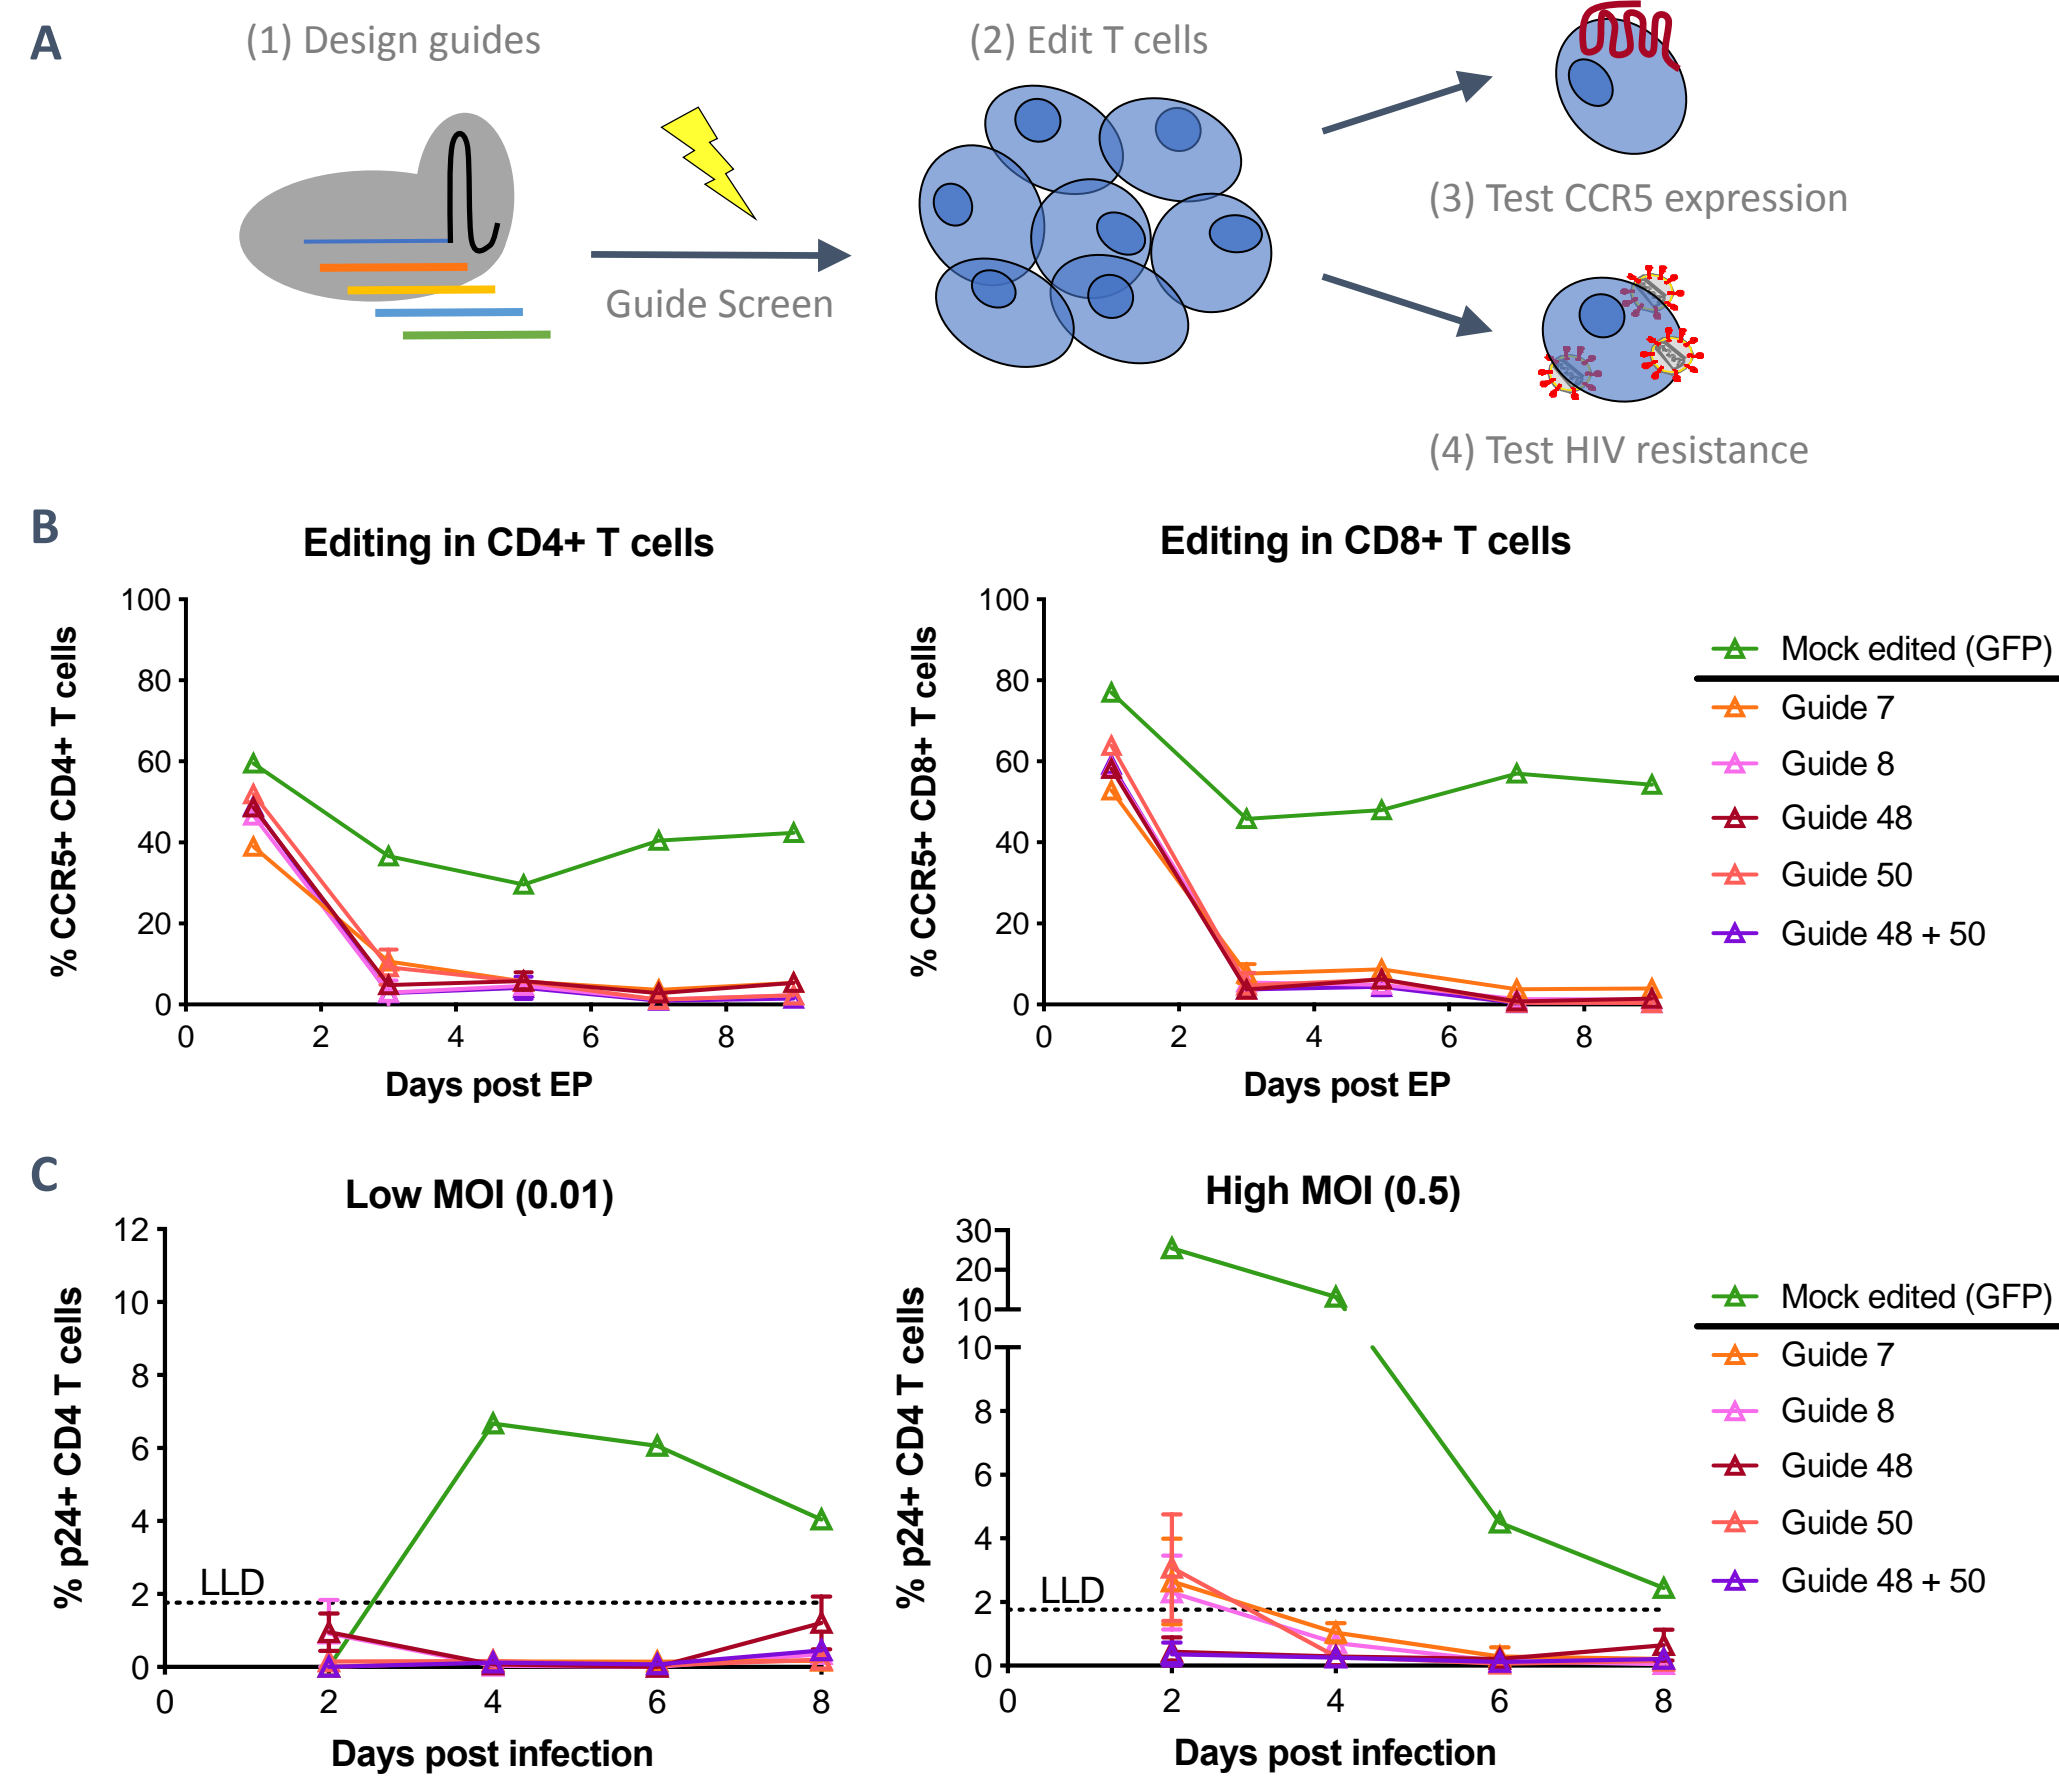 A
(1) Design guides
(2) Edit T cells
Guide Screen
(3) Test CCR5 expression
(4) Test HIV resistance
B
Editing in CD4+ T cells
Editing in CD8+ T cells
% CCR5+ CD4+ T cells
100
80
60
40
20
0
0 2 4 6 8
Days post EP
% CCR5+ CD8+ T cells
100
80
60
40
20
0
0 2 4 6 8
Days post EP
Mock edited (GFP)
Guide 7
Guide 8
Guide 48
Guide 50
Guide 48 + 50
C
Low MOI (0.01)
High MOI (0.5)
% p24+ CD4 T cells
12
10
8
6
4
2
0
LLD
0 2 4 6 8
Days post infection
% p24+ CD4 T cells
30
20
10
10
8
6
4
2
0
LLD
0 2 4 6 8
Days post infection
Mock edited (GFP)
Guide 7
Guide 8
Guide 48
Guide 50
Guide 48 + 50